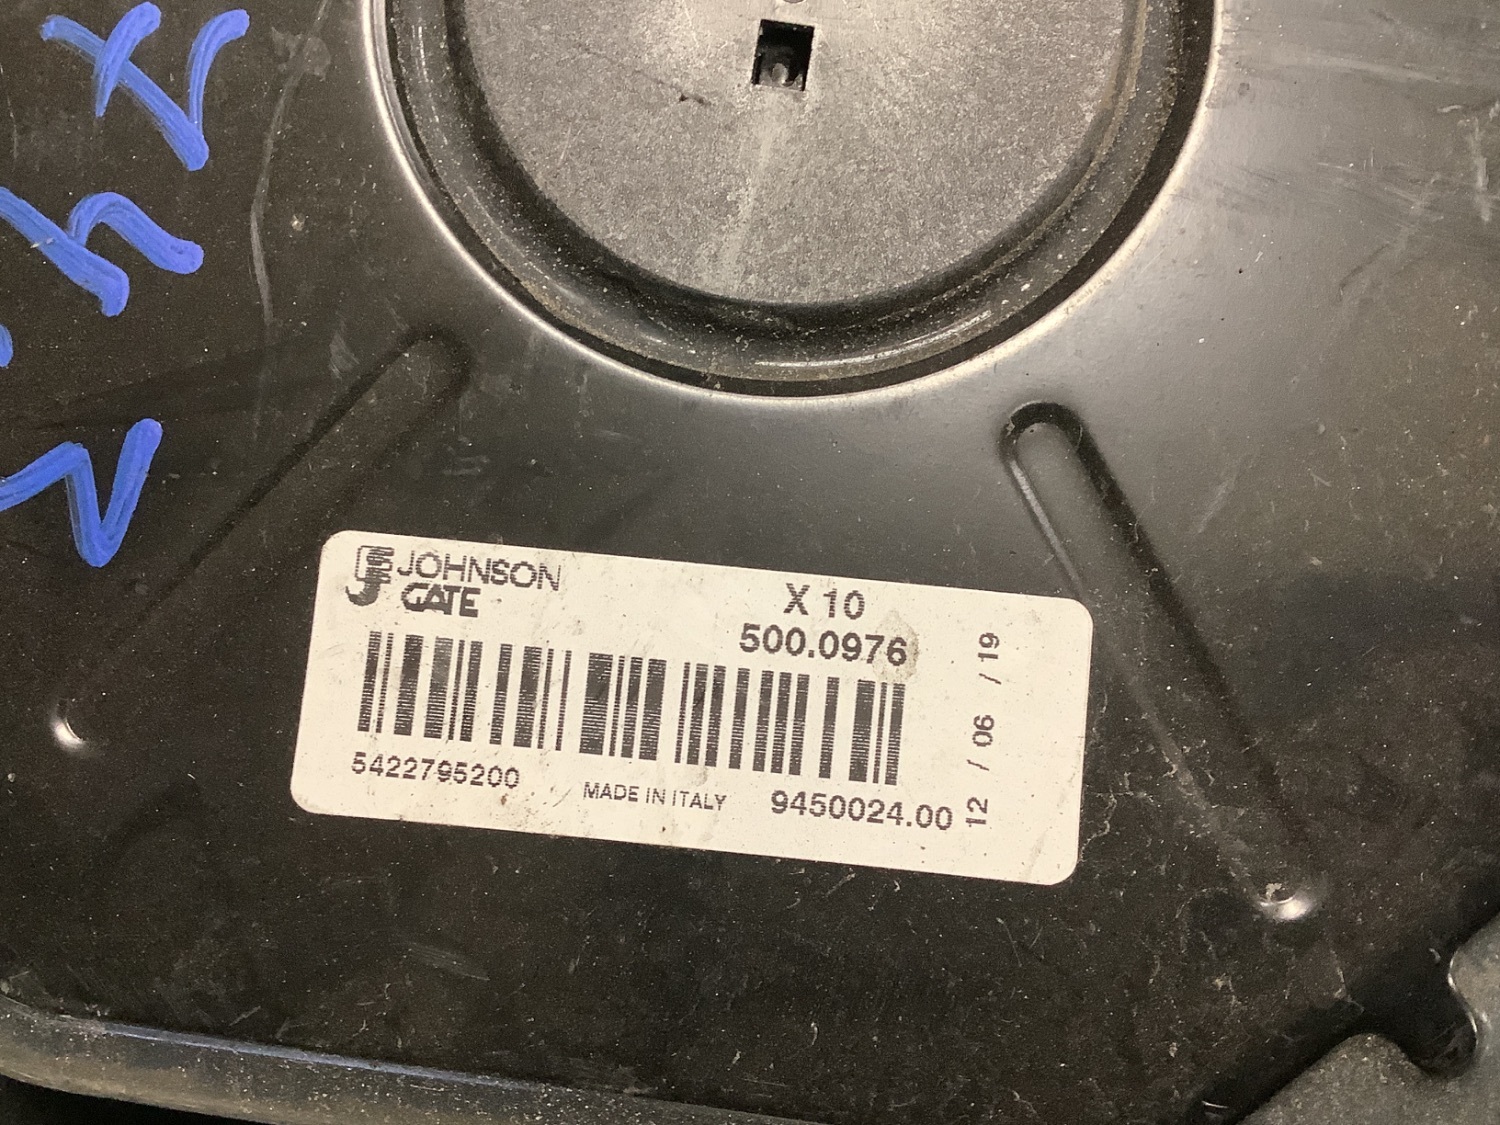 JOHNSON
GATE
X 10
500.0976
5422795200
MADE IN ITALY
9450024.00
12 / 06 / 19